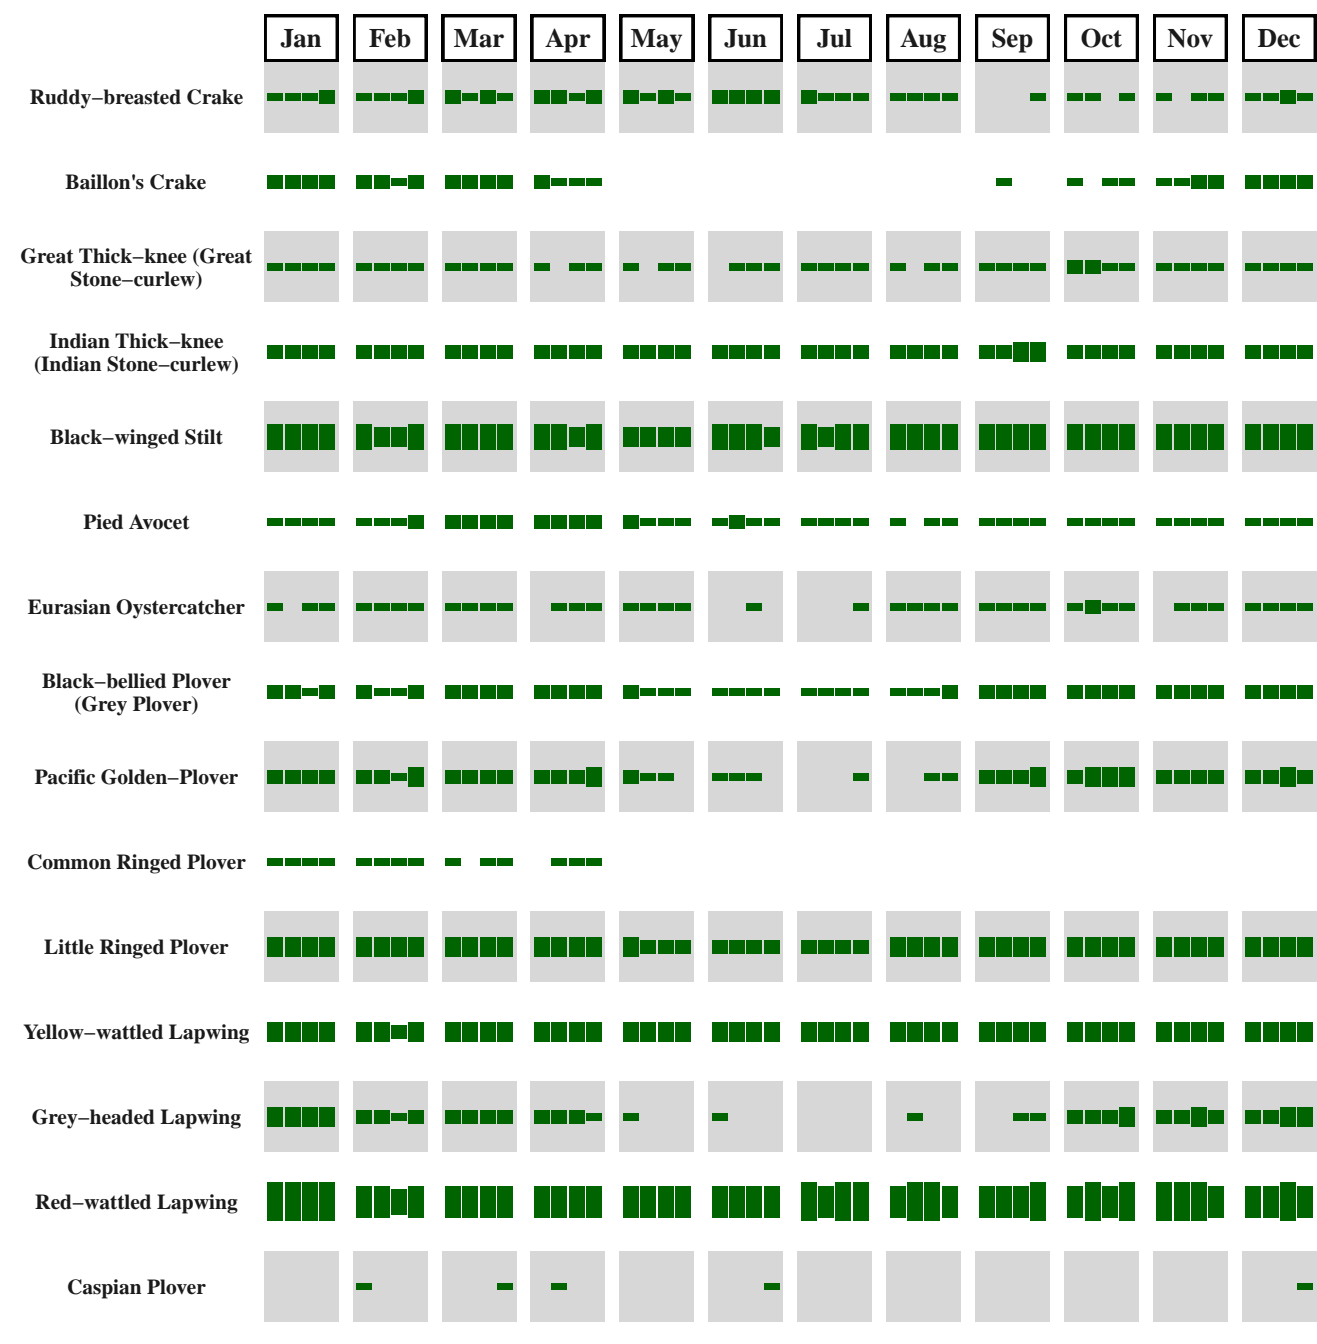 Jan Feb Mar Apr May Jun Jul Aug Sep Oct Nov Dec
Ruddy−breasted Crake
Baillon's Crake
Great Thick−knee (Great
Stone−curlew)
Indian Thick−knee
(Indian Stone−curlew)
Black−winged Stilt
Pied Avocet
Eurasian Oystercatcher
Black−bellied Plover
(Grey Plover)
Pacific Golden−Plover
Common Ringed Plover
Little Ringed Plover
Yellow−wattled Lapwing
Grey−headed Lapwing
Red−wattled Lapwing
Caspian Plover